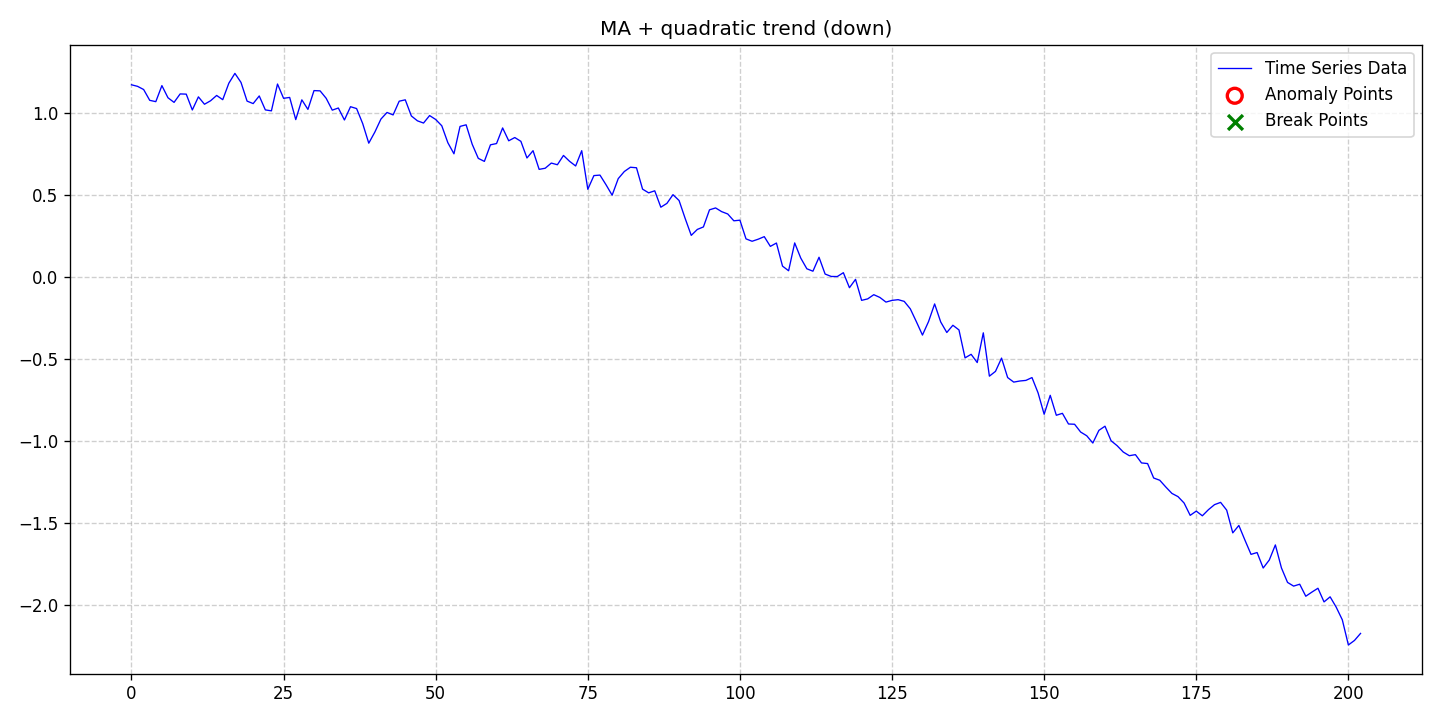 MA + quadratic trend (down)
Time Series Data
Anomaly Points
Break Points
1.0
0.5
0.0
−0.5
−1.0
−1.5
−2.0
0 25 50 75 100 125 150 175 200